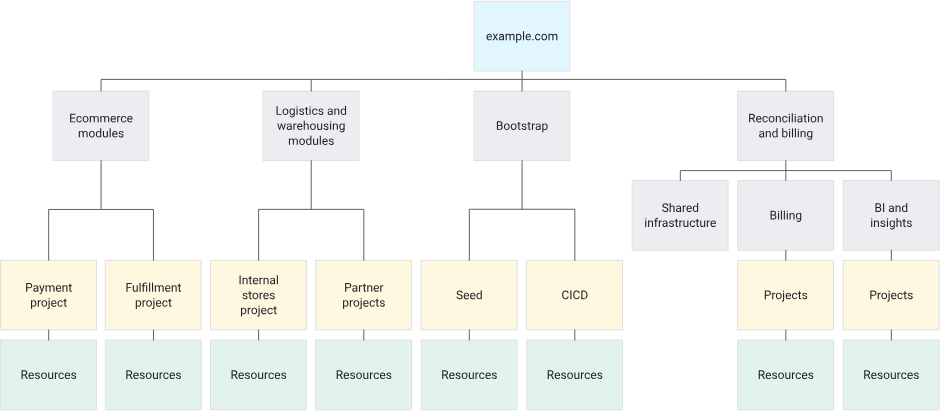 example.com
Ecommerce
modules
Logistics and
warehousing
modules
Bootstrap
Reconciliation
and billing
Shared
infrastructure
Billing
BI and
insights
Payment
project
Fulfillment
project
Internal
stores
project
Partner
projects
Seed
CICD
Projects
Projects
Resources
Resources
Resources
Resources
Resources
Resources
Resources
Resources